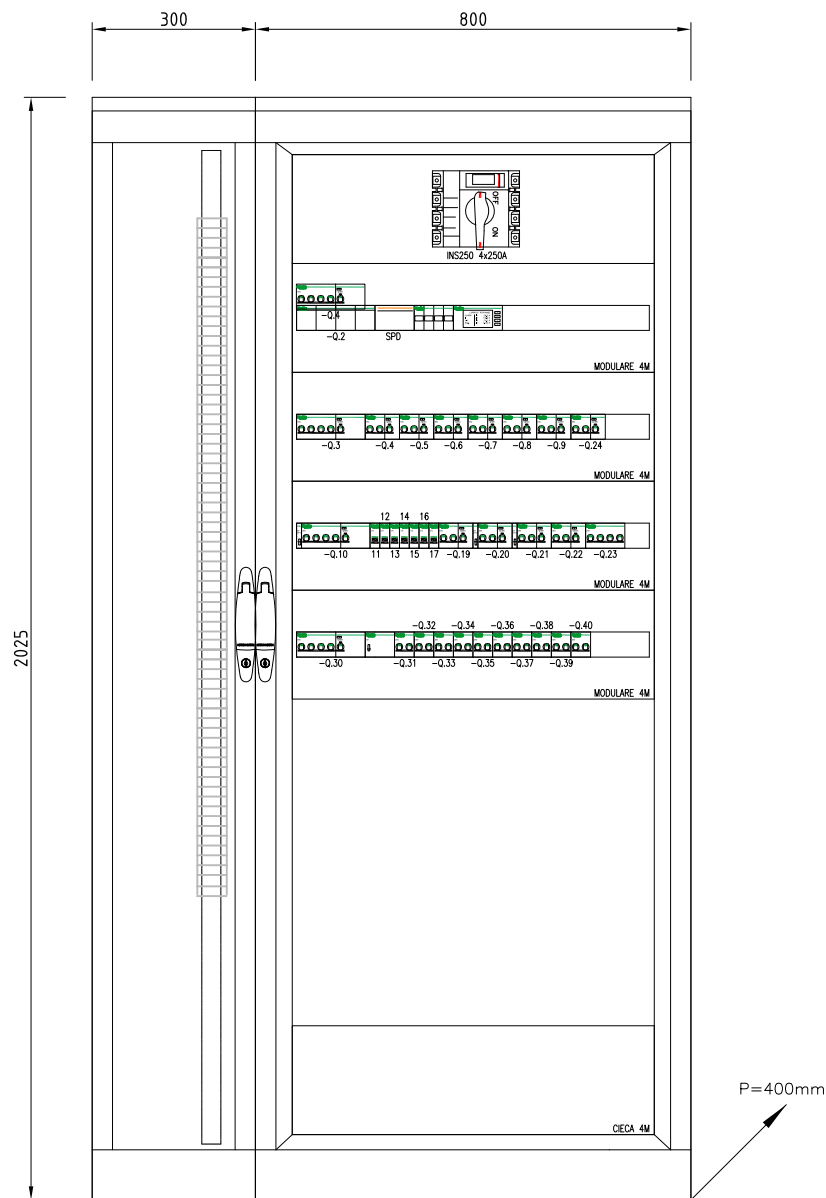 300
800
2025
OFF
ON
INS250 4x250A
-Q.4
-Q.2
SPD
MODULARE 4M
-Q.3
-Q.4
-Q.5
-Q.6
-Q.7
-Q.8
-Q.9
-Q.24
MODULARE 4M
12
14
16
-Q.10
11
13
15
17
-Q.19
-Q.20
-Q.21
-Q.22
-Q.23
MODULARE 4M
-Q.32
-Q.34
-Q.36
-Q.38
-Q.40
-Q.30
-Q.31
-Q.33
-Q.35
-Q.37
-Q.39
MODULARE 4M
P=400mm
CIECA 4M